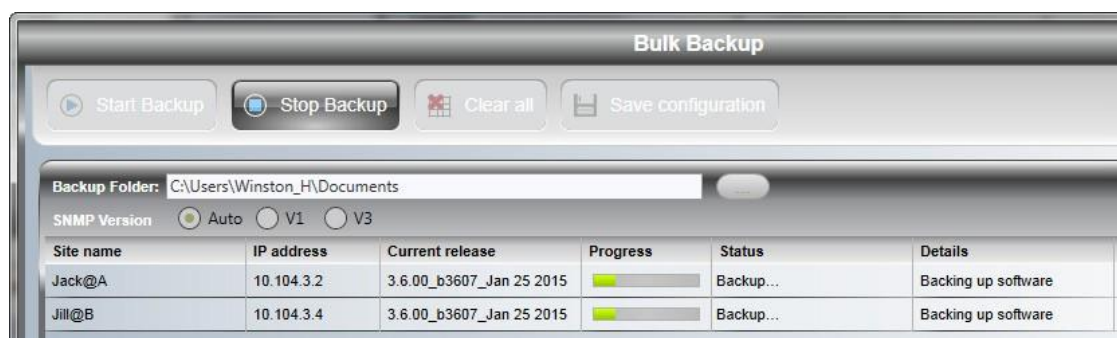 Bulk Backup
Start Backup Stop Backup Clear all Save configuration
Backup Folder: C:\Users\Winston_H\Documents ...
SNMP Version Auto V1 V3
Site name IP address Current release Progress Status Details
Jack@A 10.104.3.2 3.6.00_b3607_Jan 25 2015 Backup... Backing up software
Jill@B 10.104.3.4 3.6.00_b3607_Jan 25 2015 Backup... Backing up software